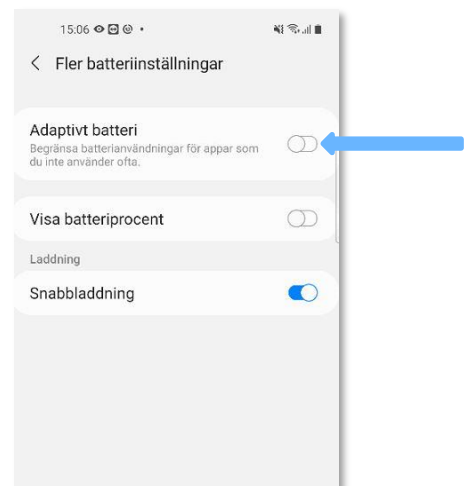 15:06
Fler batteriinställningar
Adaptivt batteri
Begränsa batterianvändningar för appar som
du inte använder ofta.
Visa batteriprocent
Laddning
Snabbladdning